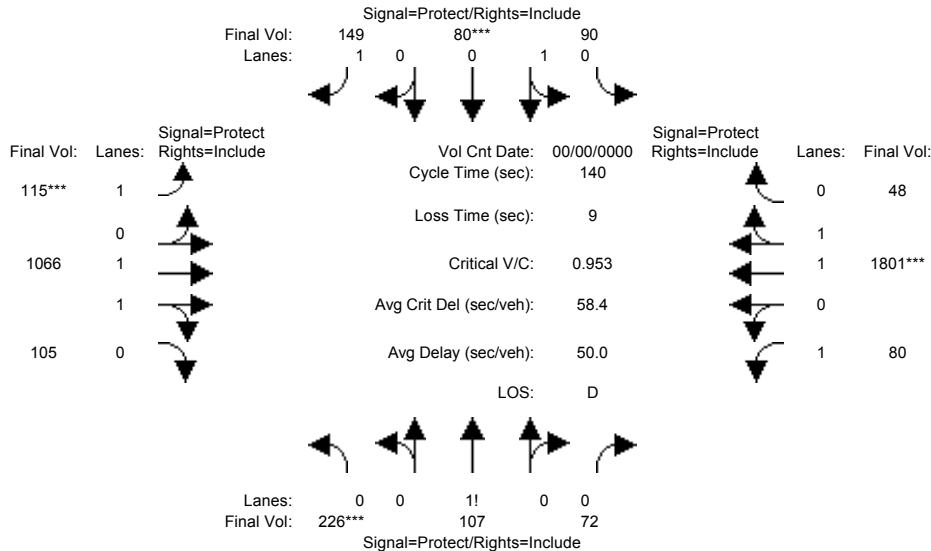 Signal=Protect/Rights=Include
Final Vol: 149 80*** 90
Lanes: 1 0 0 1 0
Signal=Protect Signal=Protect
Final Vol: Lanes: Rights=Include Vol Cnt Date: 00/00/0000 Rights=Include Lanes: Final Vol:
Cycle Time (sec): 140
115*** 1 0 48
Loss Time (sec): 9
0 1
1066 1 Critical V/C: 0.953 1 1801***
1 Avg Crit Del (sec/veh): 58.4 0
105 0 Avg Delay (sec/veh): 50.0 1 80
LOS: D
Lanes: 0 0 1! 0 0
Final Vol: 226*** 107 72
Signal=Protect/Rights=Include